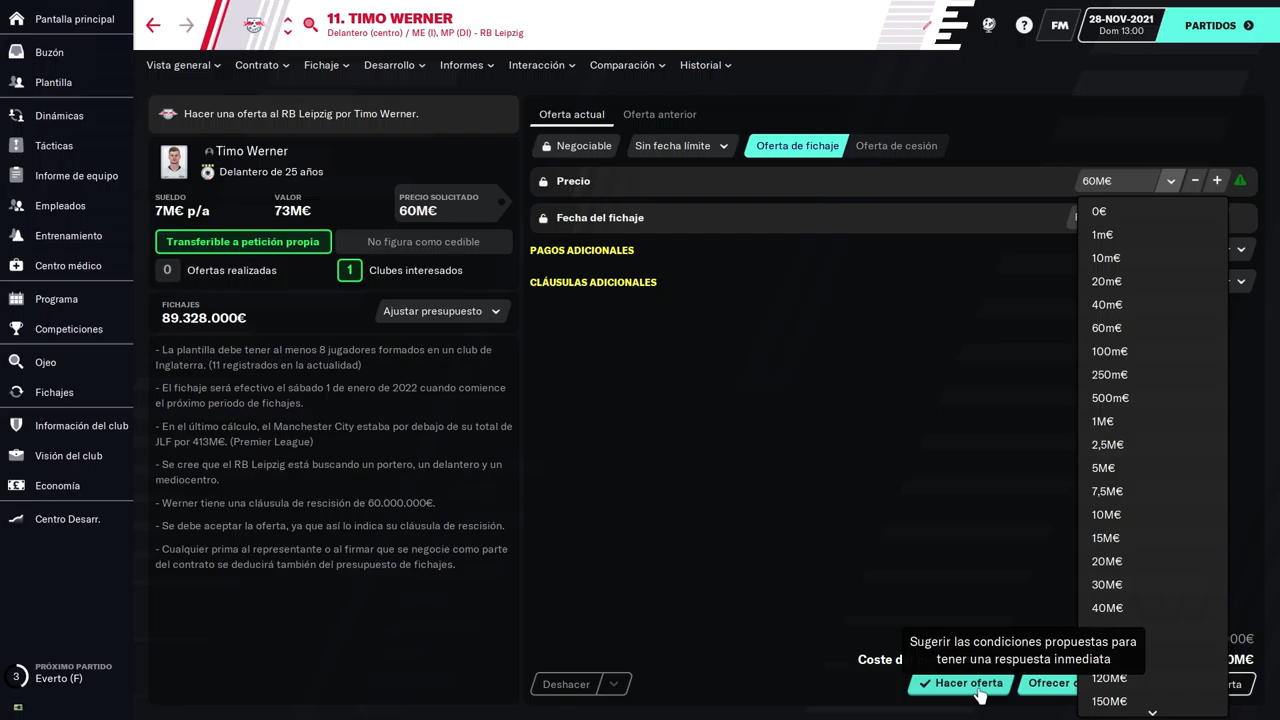 Pantalla principal
Buzón
Plantilla
Dinámicas
Tácticas
Informe de equipo
Empleados
Entrenamiento
Centro médico
Programa
Competiciones
Ojeo
Fichajes
Información del club
Visión del club
Economía
Centro Desarr.
3
PRÓXIMO PARTIDO
Everto (F)
11. TIMO WERNER
Delantero (centro) / ME (I), MP (DI) - RB Leipzig
?
FM
28-NOV-2021
Dom 13:00
PARTIDOS
Vista general
Contrato
Fichaje
Desarrollo
Informes
Interacción
Comparación
Historial
Hacer una oferta al RB Leipzig por Timo Werner.
Timo Werner
Delantero de 25 años
SUELDO
7M€ p/a
VALOR
73M€
PRECIO SOLICITADO
60M€
Transferible a petición propia
No figura como cedible
0 Ofertas realizadas
1 Clubes interesados
FICHAJES
89.328.000€
Ajustar presupuesto
- La plantilla debe tener al menos 8 jugadores formados en un club de
Inglaterra. (11 registrados en la actualidad)
- El fichaje será efectivo el sábado 1 de enero de 2022 cuando comience
el próximo periodo de fichajes.
- En el último cálculo, el Manchester City estaba por debajo de su total de
JLF por 413M€. (Premier League)
- Se cree que el RB Leipzig está buscando un portero, un delantero y un
mediocentro.
- Werner tiene una cláusula de rescisión de 60.000.000€.
- Se debe aceptar la oferta, ya que así lo indica su cláusula de rescisión.
- Cualquier prima al representante o al firmar que se negocie como parte
del contrato se deducirá también del presupuesto de fichajes.
Oferta actual
Oferta anterior
Negociable
Sin fecha límite
Oferta de fichaje
Oferta de cesión
Precio
60M€
Fecha del fichaje
PAGOS ADICIONALES
CLÁUSULAS ADICIONALES
0€
1m€
10m€
20m€
40m€
60m€
100m€
250m€
500m€
1M€
2,5M€
5M€
7,5M€
10M€
15M€
20M€
30M€
40M€
120M€
150M€
Sugerir las condiciones propuestas para
tener una respuesta inmediata
Coste
Deshacer
Hacer oferta
Ofrecer